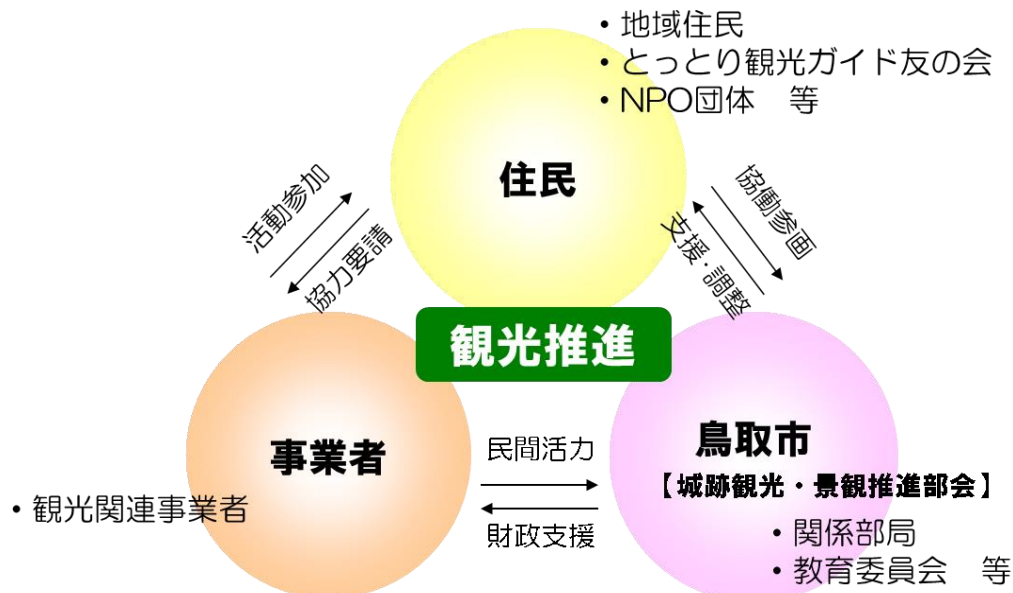 ・地域住民
・とっとり観光ガイド友の会
・NPO団体　等
住民
活動参加
協力要請
協働参画
支援・調整
観光推進
事業者
・観光関連事業者
民間活力
財政支援
鳥取市
【城跡観光・景観推進部会】
・関係部局
・教育委員会　等